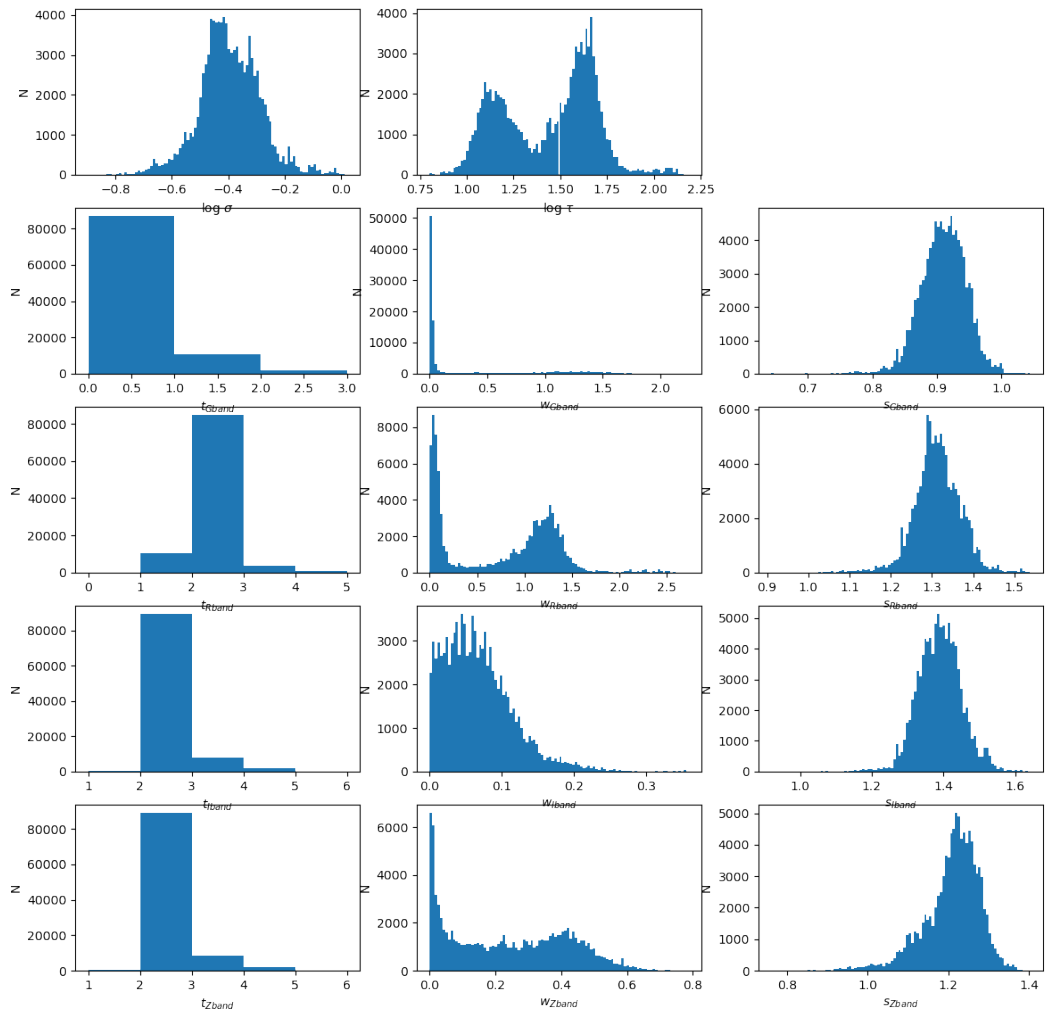 4000
3000
2000
1000
0
N
−0.8 −0.6 −0.4 −0.2 0.0
log σ
4000
3000
2000
1000
0
N
0.75 1.00 1.25 1.50 1.75 2.00 2.25
log τ
80000
60000
40000
20000
0
N
0.0 0.5 1.0 1.5 2.0 2.5 3.0
t_Gband
50000
40000
30000
20000
10000
0
N
0.0 0.5 1.0 1.5 2.0
w_Gband
4000
3000
2000
1000
0
N
0.7 0.8 0.9 1.0
s_Gband
80000
60000
40000
20000
0
N
0 1 2 3 4 5
t_Rband
8000
6000
4000
2000
0
N
0.0 0.5 1.0 1.5 2.0 2.5
w_Rband
6000
4000
2000
0
N
0.9 1.0 1.1 1.2 1.3 1.4 1.5
s_Rband
80000
60000
40000
20000
0
N
1 2 3 4 5 6
t_Iband
3000
2000
1000
0
N
0.0 0.1 0.2 0.3
w_Iband
5000
4000
3000
2000
1000
0
N
1.0 1.2 1.4 1.6
s_Iband
80000
60000
40000
20000
0
N
1 2 3 4 5 6
t_Zband
6000
4000
2000
0
N
0.0 0.2 0.4 0.6 0.8
w_Zband
5000
4000
3000
2000
1000
0
N
0.8 1.0 1.2 1.4
s_Zband